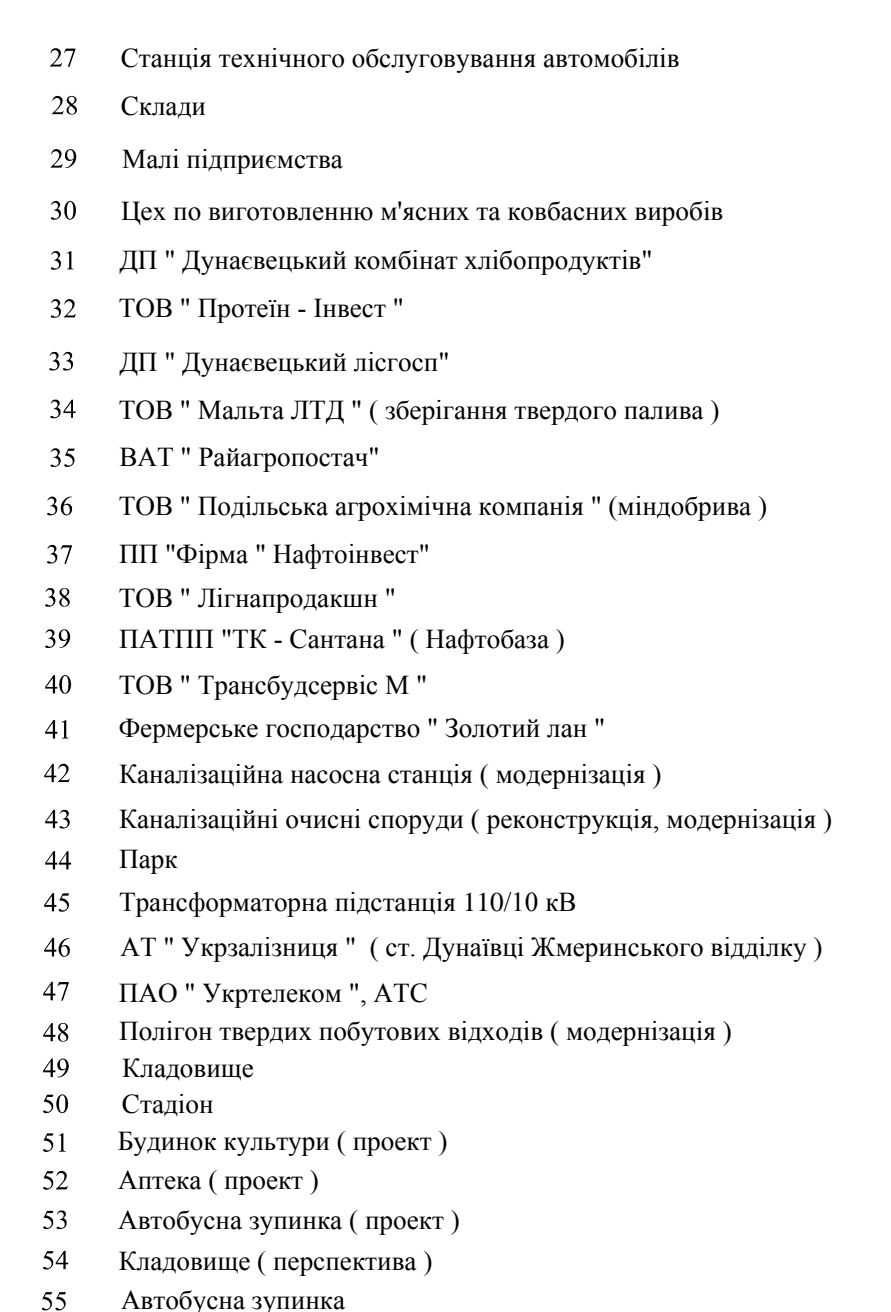 27 Станція технічного обслуговування автомобілів
28 Склади
29 Малі підприємства
30 Цех по виготовленню м'ясних та ковбасних виробів
31 ДП " Дунаєвецький комбінат хлібопродуктів"
32 ТОВ " Протеїн - Інвест "
33 ДП " Дунаєвецький лісгосп"
34 ТОВ " Мальта ЛТД " ( зберігання твердого палива )
35 ВАТ " Райагропостач"
36 ТОВ " Подільська агрохімічна компанія " (міндобрива )
37 ПП "Фірма " Нафтоінвест"
38 ТОВ " Лігнапродакшн "
39 ПАТПП "ТК - Сантана " ( Нафтобаза )
40 ТОВ " Трансбудсервіс М "
41 Фермерське господарство " Золотий лан "
42 Каналізаційна насосна станція ( модернізація )
43 Каналізаційні очисні споруди ( реконструкція, модернізація )
44 Парк
45 Трансформаторна підстанція 110/10 кВ
46 АТ " Укрзалізниця " ( ст. Дунаївці Жмеринського відділку )
47 ПАО " Укртелеком ", АТС
48 Полігон твердих побутових відходів ( модернізація )
49 Кладовище
50 Стадіон
51 Будинок культури ( проект )
52 Аптека ( проект )
53 Автобусна зупинка ( проект )
54 Кладовище ( перспектива )
55 Автобусна зупинка